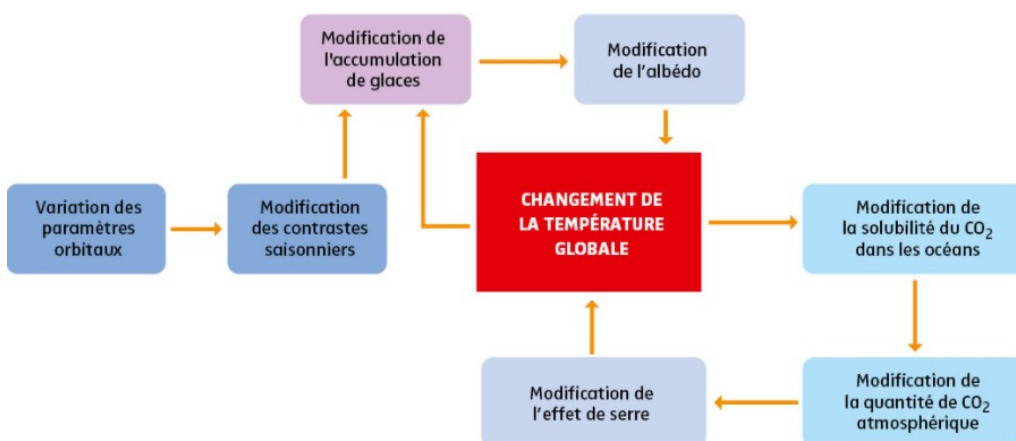 Modification de
l'accumulation
de glaces
Modification
de l'albédo
Variation des
paramètres
orbitaux
Modification
des contrastes
saisonniers
CHANGEMENT DE
LA TEMPÉRATURE
GLOBALE
Modification de
la solubilité du CO₂
dans les océans
Modification de
l'effet de serre
Modification de
la quantité de CO₂
atmosphérique